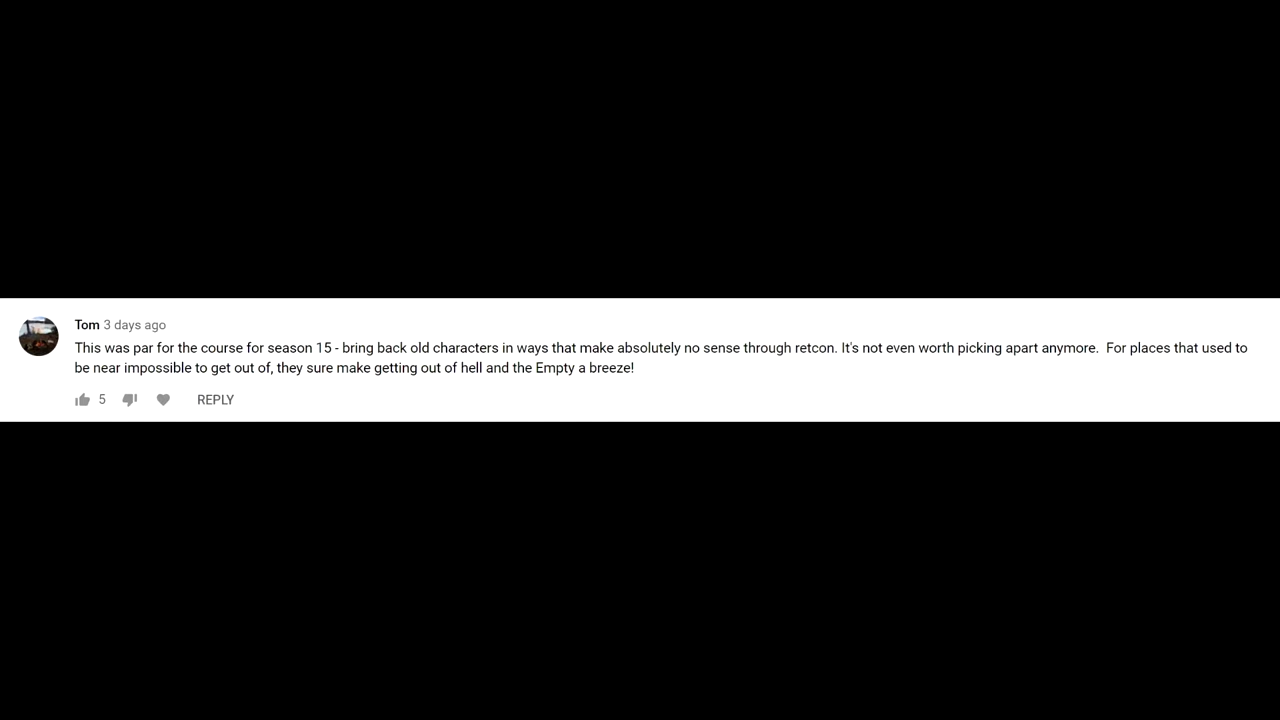 Tom 3 days ago
This was par for the course for season 15 - bring back old characters in ways that make absolutely no sense through retcon. It's not even worth picking apart anymore.  For places that used to
be near impossible to get out of, they sure make getting out of hell and the Empty a breeze!
5 REPLY